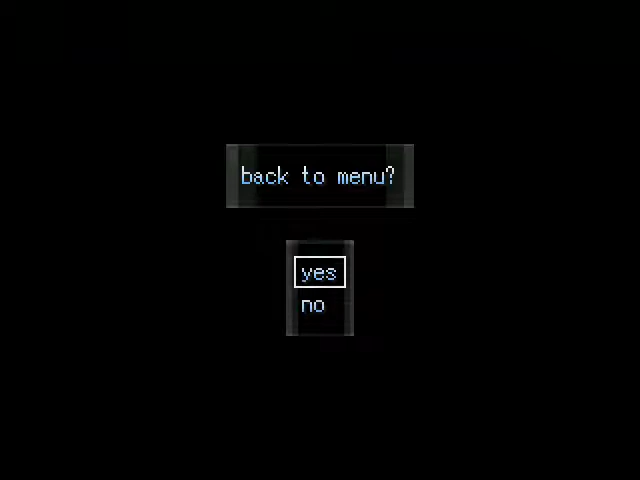 back to menu?
yes
no